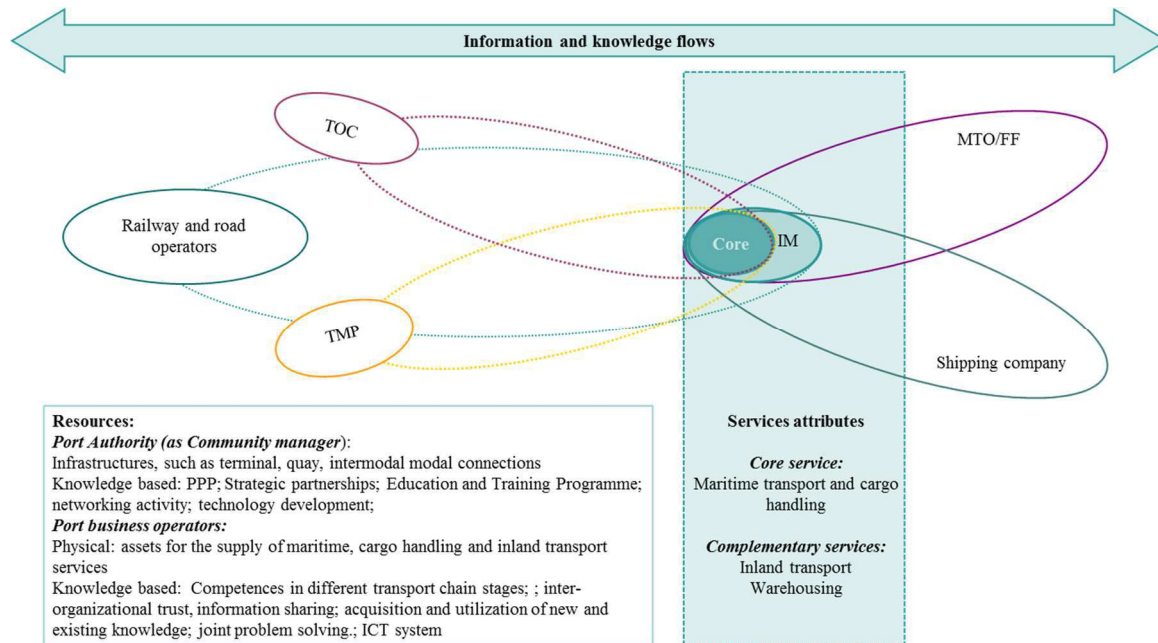 Information and knowledge flows
TOC
MTO/FF
Railway and road
operators
Core
IM
TMP
Shipping company
Resources:
Port Authority (as Community manager):
Infrastructures, such as terminal, quay, intermodal modal connections
Knowledge based: PPP; Strategic partnerships; Education and Training Programme;
networking activity; technology development;
Port business operators:
Physical: assets for the supply of maritime, cargo handling and inland transport
services
Knowledge based: Competences in different transport chain stages; ; inter-
organizational trust, information sharing; acquisition and utilization of new and
existing knowledge; joint problem solving.; ICT system
Services attributes
Core service:
Maritime transport and cargo
handling
Complementary services:
Inland transport
Warehousing